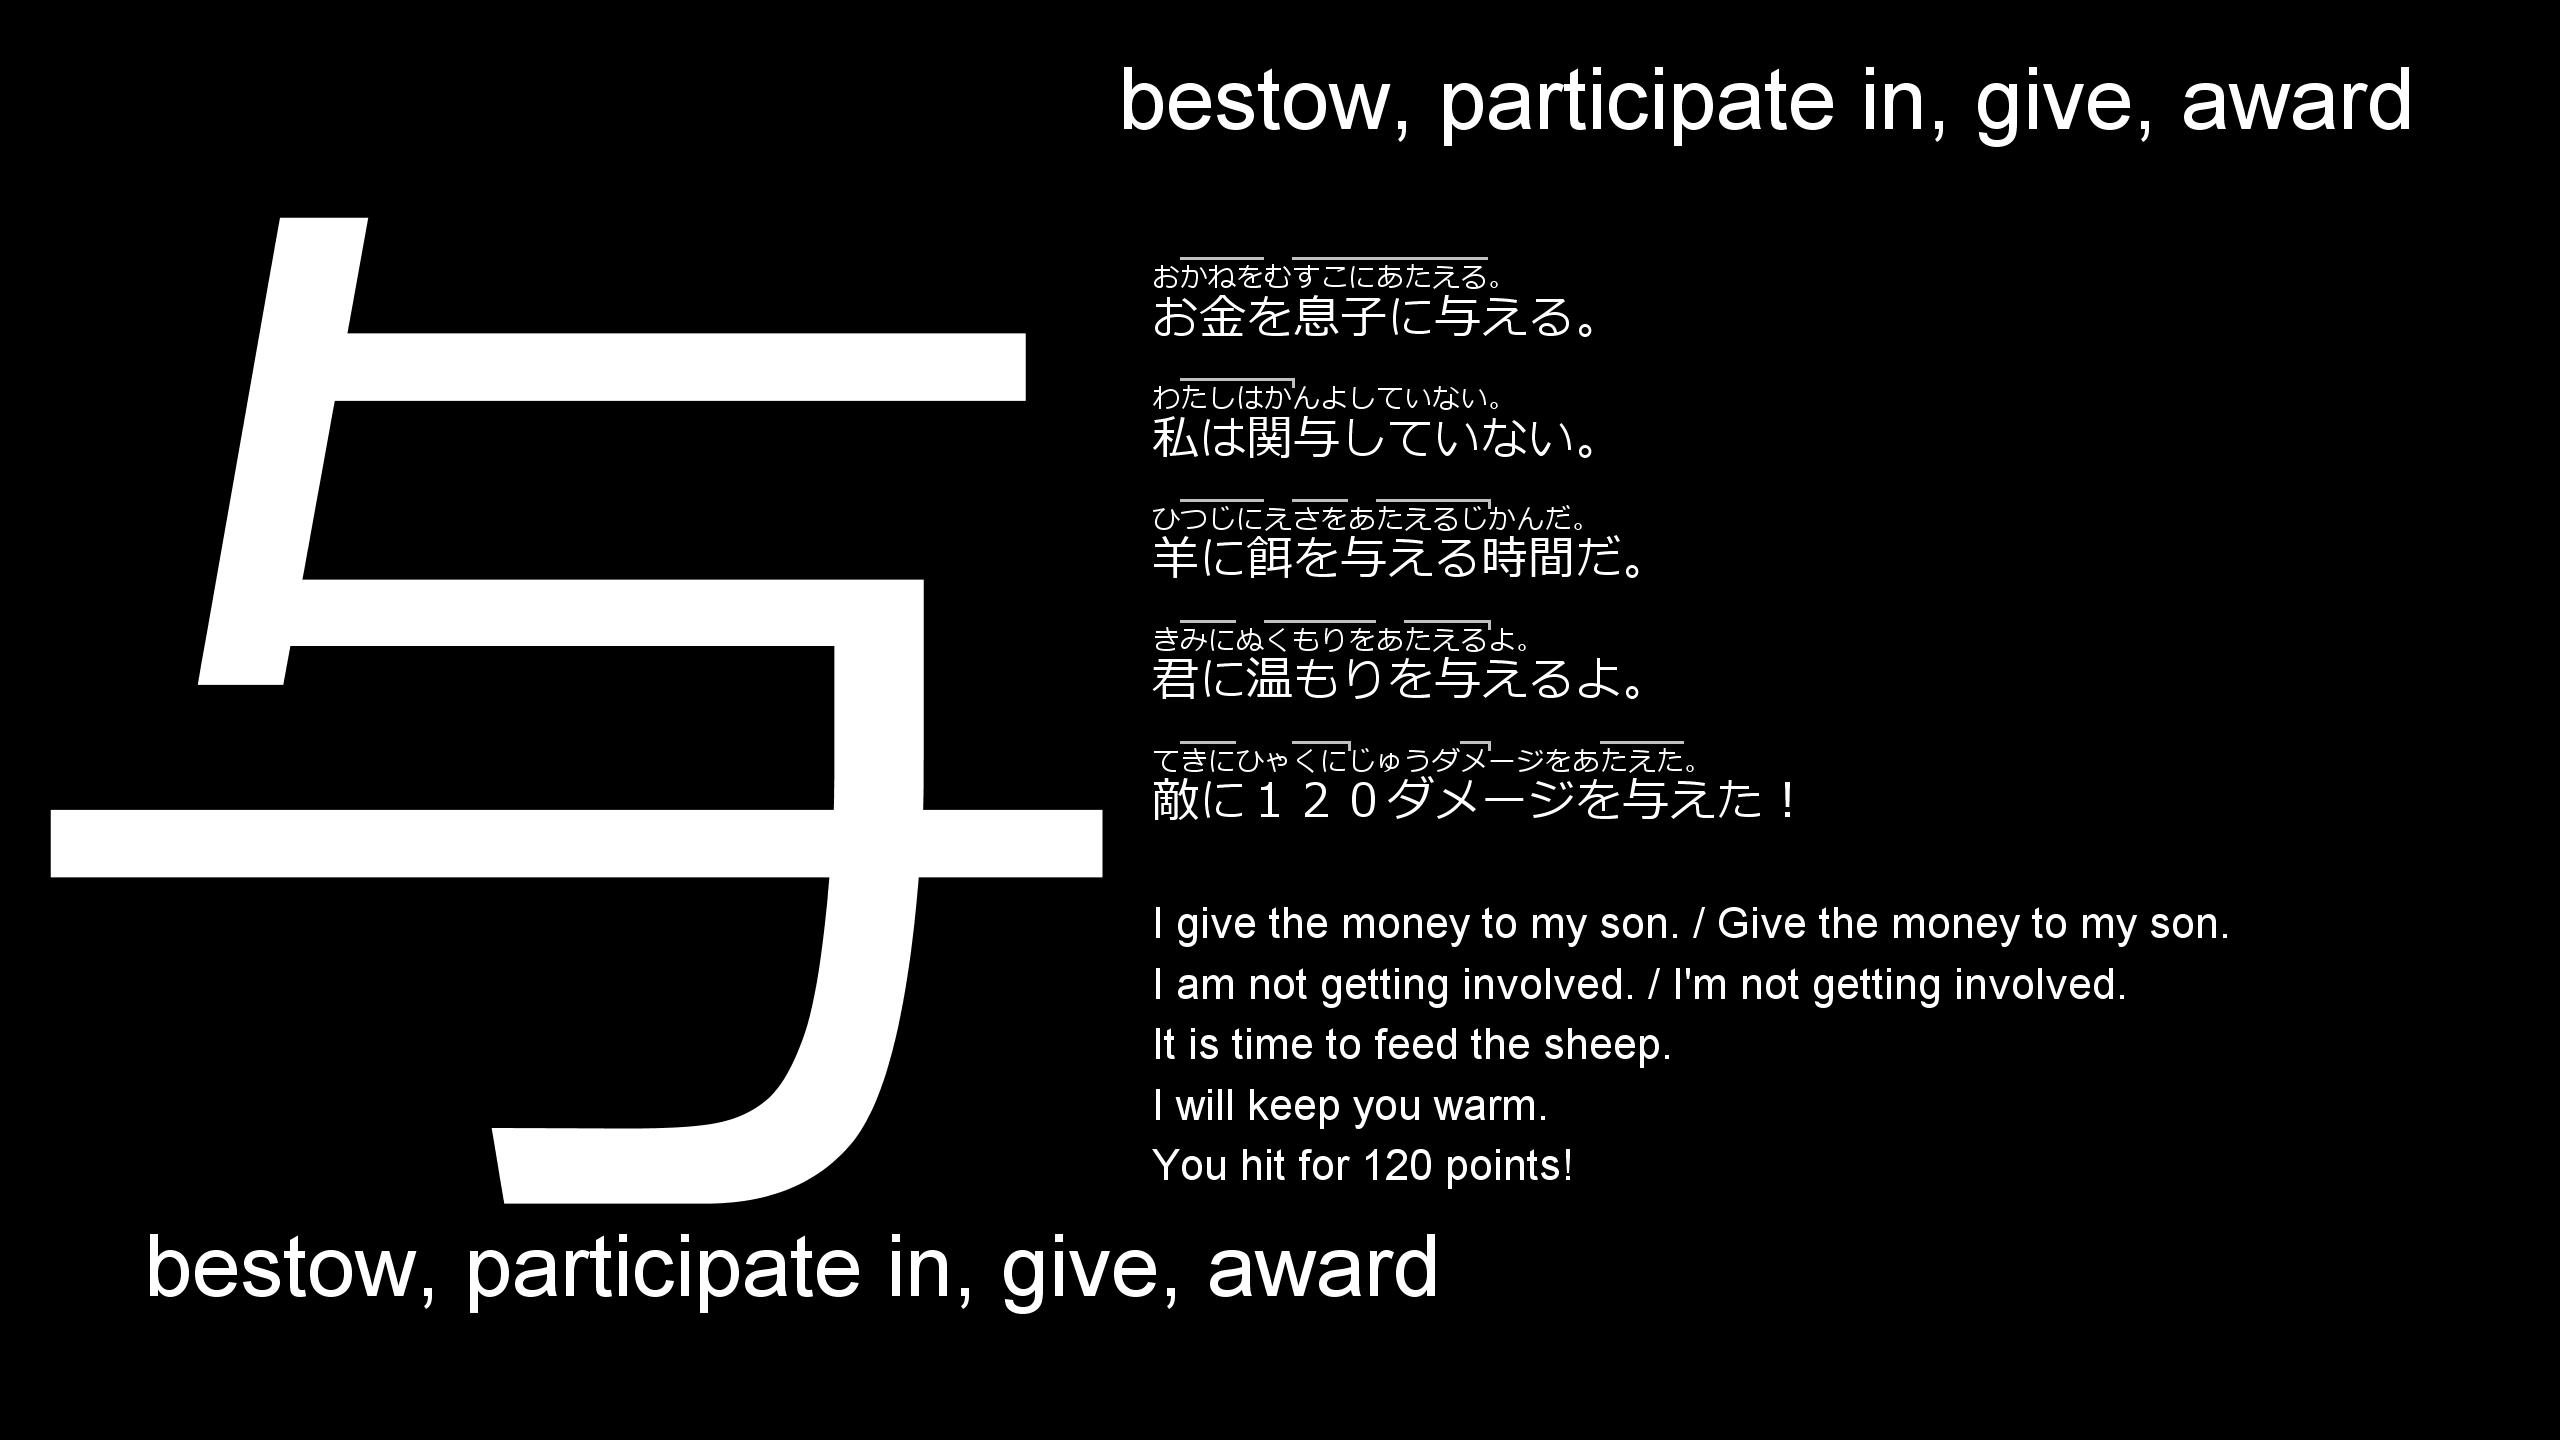 bestow, participate in, give, award
与
おかねをむすこにあたえる。
お金を息子に与える。
わたしはかんよしていない。
私は関与していない。
ひつじにえさをあたえるじかんだ。
羊に餌を与える時間だ。
きみにぬくもりをあたえるよ。
君に温もりを与えるよ。
てきにひゃくにじゅうダメージをあたえた。
敵に１２０ダメージを与えた！
I give the money to my son. / Give the money to my son.
I am not getting involved. / I'm not getting involved.
It is time to feed the sheep.
I will keep you warm.
You hit for 120 points!
bestow, participate in, give, award